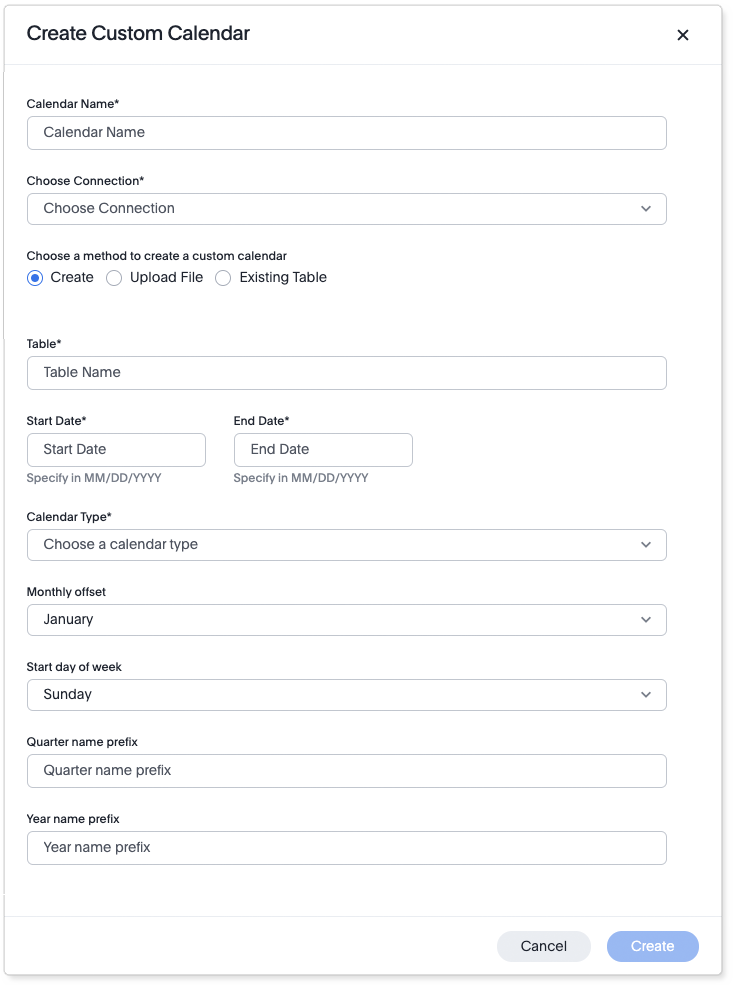 Create Custom Calendar
Calendar Name*
Calendar Name
Choose Connection*
Choose Connection
Choose a method to create a custom calendar
Create Upload File Existing Table
Table*
Table Name
Start Date* End Date*
Start Date End Date
Specify in MM/DD/YYYY Specify in MM/DD/YYYY
Calendar Type*
Choose a calendar type
Monthly offset
January
Start day of week
Sunday
Quarter name prefix
Quarter name prefix
Year name prefix
Year name prefix
Cancel Create